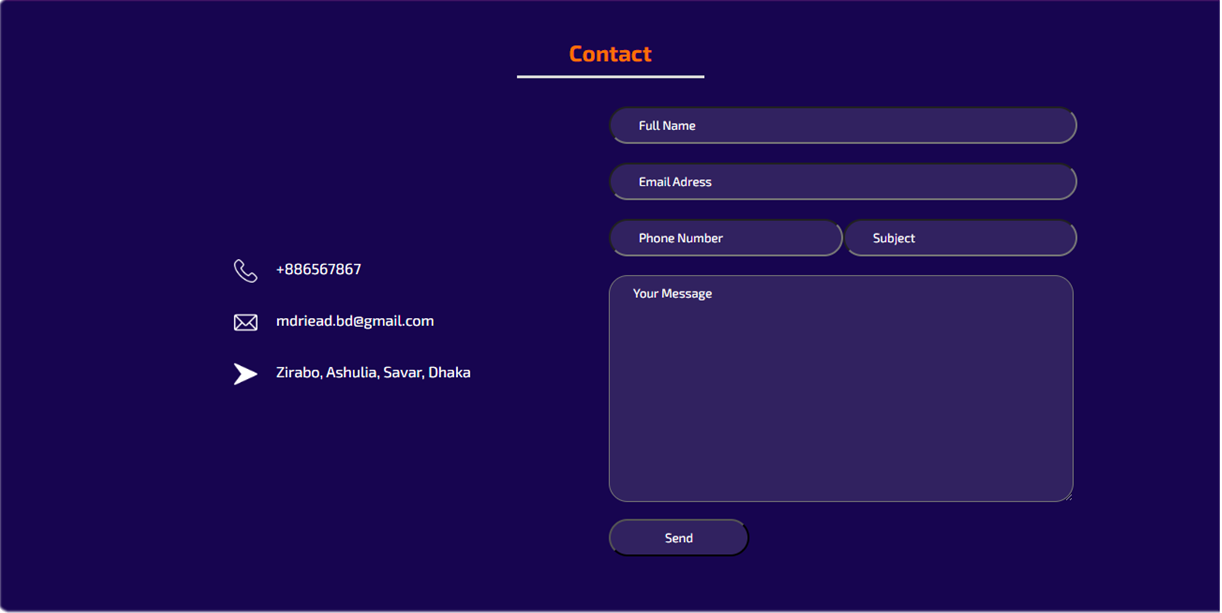 Contact
+886567867
mdriead.bd@gmail.com
Zirabo, Ashulia, Savar, Dhaka
Full Name
Email Adress
Phone Number
Subject
Your Message
Send